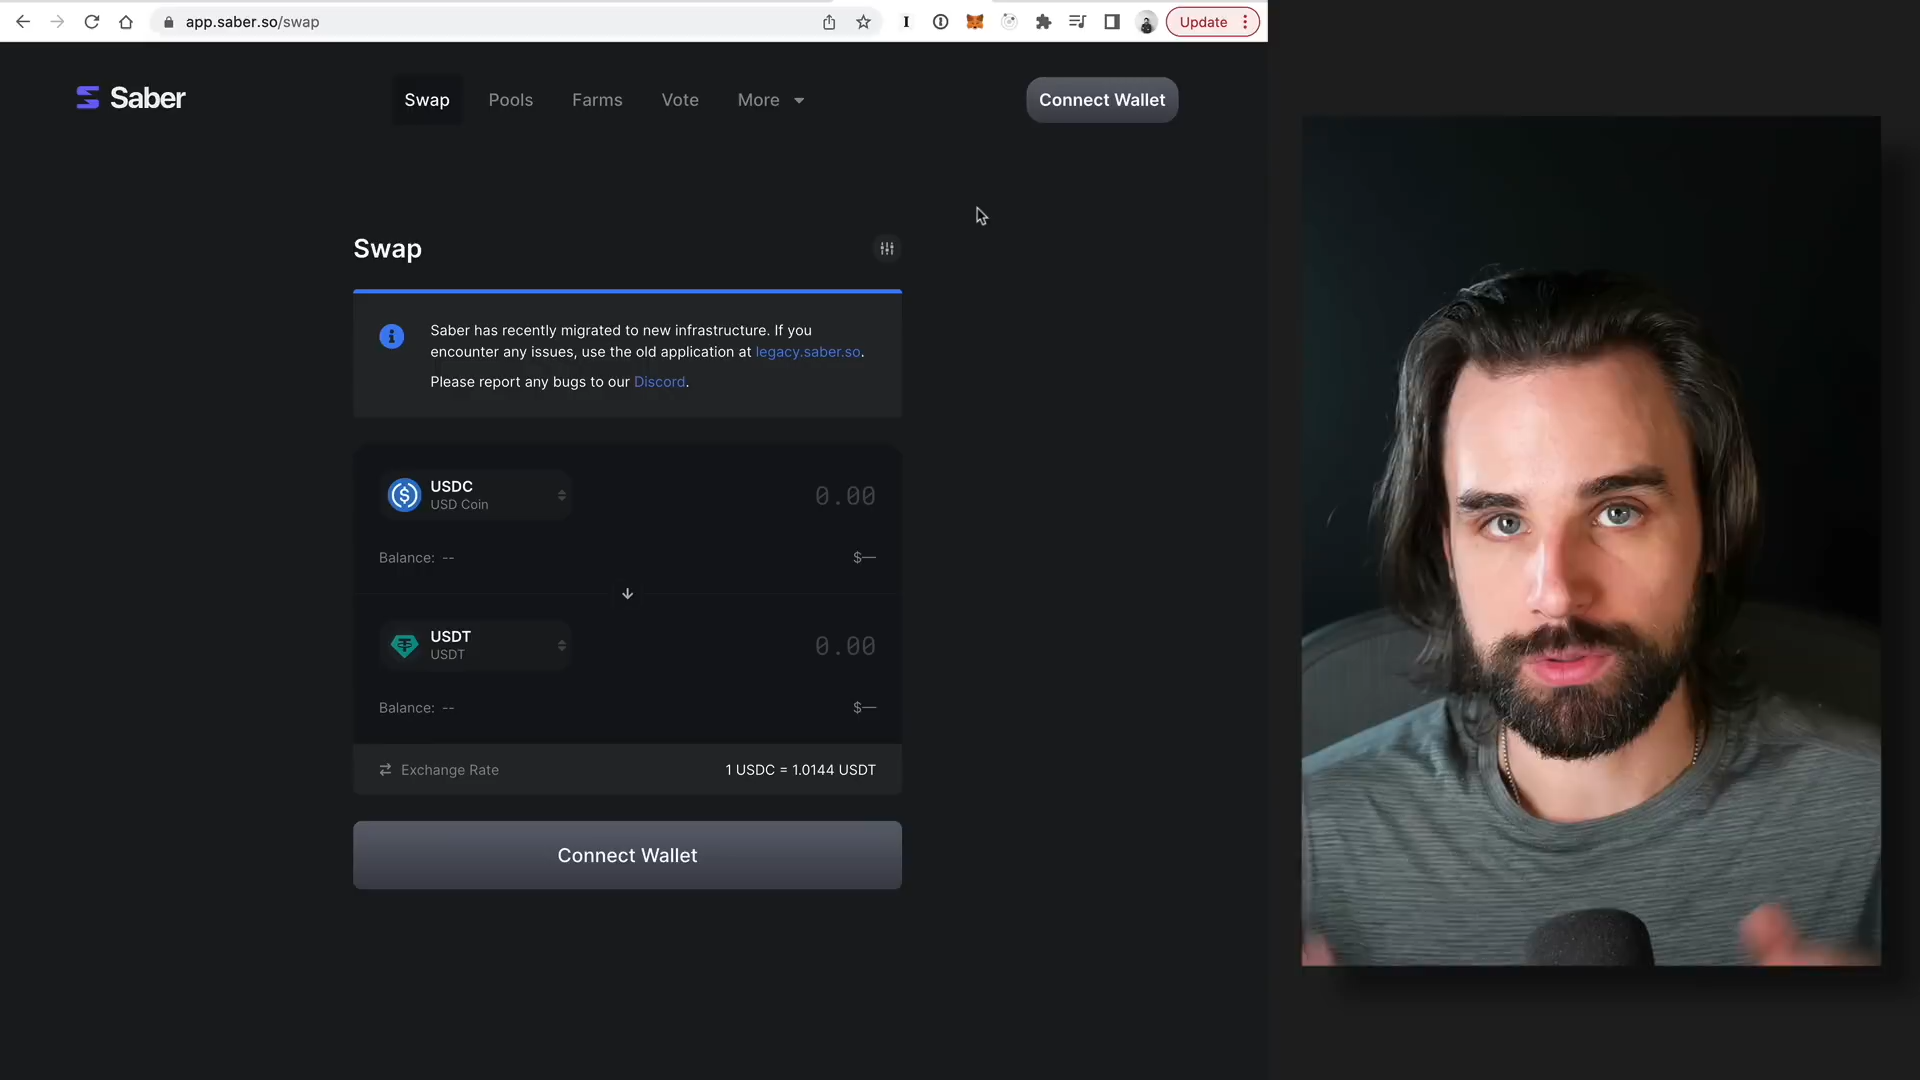 app.saber.so/swap
Update
Saber
Swap
Pools
Farms
Vote
More
Connect Wallet
Swap
Saber has recently migrated to new infrastructure. If you
encounter any issues, use the old application at legacy.saber.so.
Please report any bugs to our Discord.
USDC
USD Coin
0.00
Balance: --
$—
USDT
USDT
0.00
Balance: --
$—
Exchange Rate
1 USDC = 1.0144 USDT
Connect Wallet